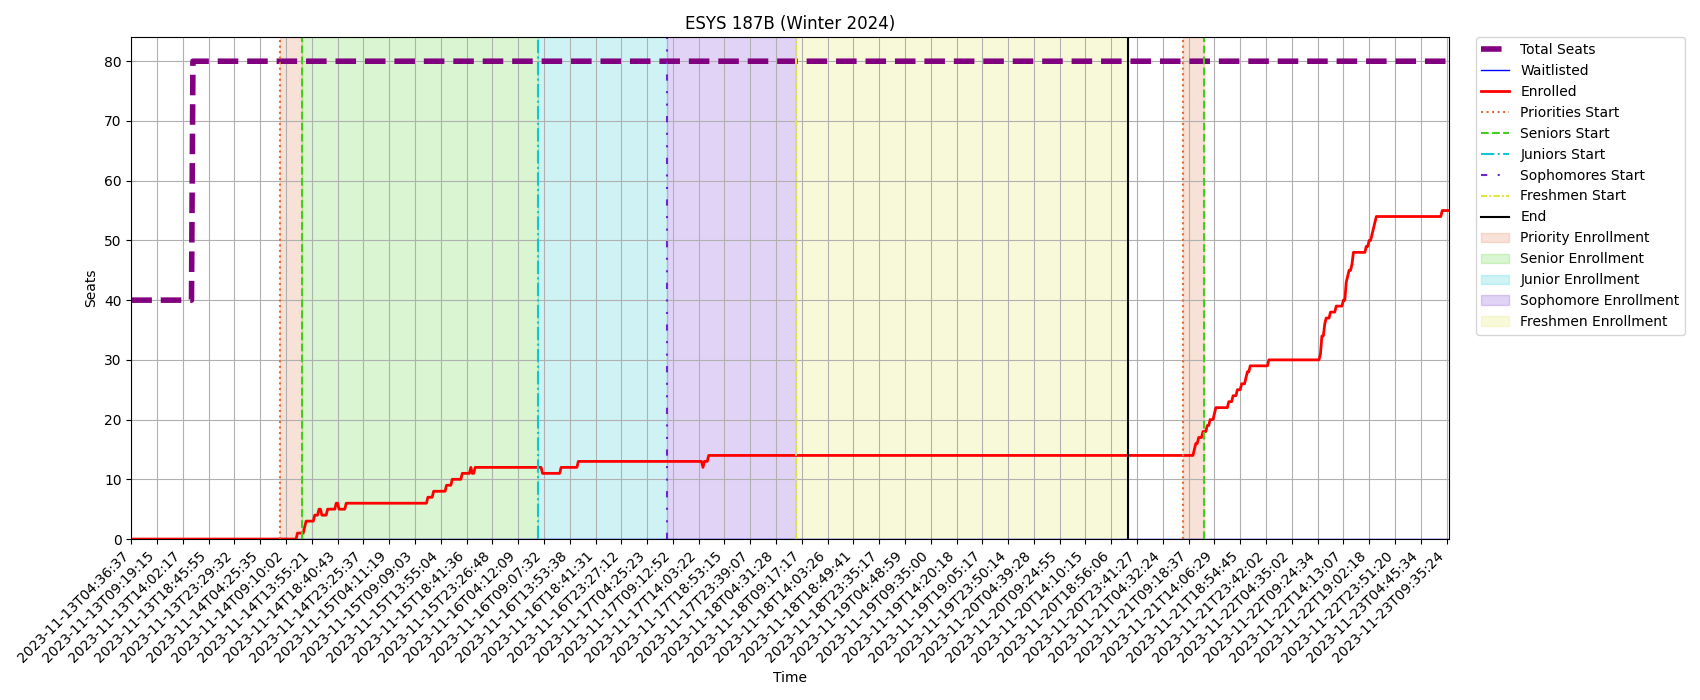 ESYS 187B (Winter 2024)
Seats
80
70
60
50
40
30
20
10
0
2023-11-13T04:36:37
2023-11-13T09:19:15
2023-11-13T14:02:17
2023-11-13T18:45:55
2023-11-13T23:29:32
2023-11-14T04:25:35
2023-11-14T09:10:02
2023-11-14T13:55:21
2023-11-14T18:40:43
2023-11-14T23:25:37
2023-11-15T04:11:19
2023-11-15T09:03:03
2023-11-15T13:55:04
2023-11-15T18:41:36
2023-11-15T23:26:48
2023-11-16T04:12:09
2023-11-16T09:07:32
2023-11-16T13:53:38
2023-11-16T18:41:31
2023-11-16T23:27:12
2023-11-17T04:25:23
2023-11-17T09:12:52
2023-11-17T14:03:22
2023-11-17T18:53:15
2023-11-17T23:39:07
2023-11-18T04:31:28
2023-11-18T09:17:17
2023-11-18T14:03:26
2023-11-18T18:49:41
2023-11-18T23:35:17
2023-11-19T04:48:59
2023-11-19T09:35:00
2023-11-19T14:20:18
2023-11-19T19:05:17
2023-11-19T23:50:14
2023-11-20T04:39:28
2023-11-20T09:24:55
2023-11-20T14:10:15
2023-11-20T18:56:06
2023-11-20T23:41:27
2023-11-21T04:32:24
2023-11-21T09:18:37
2023-11-21T14:06:29
2023-11-21T18:54:45
2023-11-21T23:42:02
2023-11-22T04:35:02
2023-11-22T09:24:34
2023-11-22T14:13:07
2023-11-22T19:02:18
2023-11-22T23:51:20
2023-11-23T04:45:34
2023-11-23T09:35:24
Time
Total Seats
Waitlisted
Enrolled
Priorities Start
Seniors Start
Juniors Start
Sophomores Start
Freshmen Start
End
Priority Enrollment
Senior Enrollment
Junior Enrollment
Sophomore Enrollment
Freshmen Enrollment